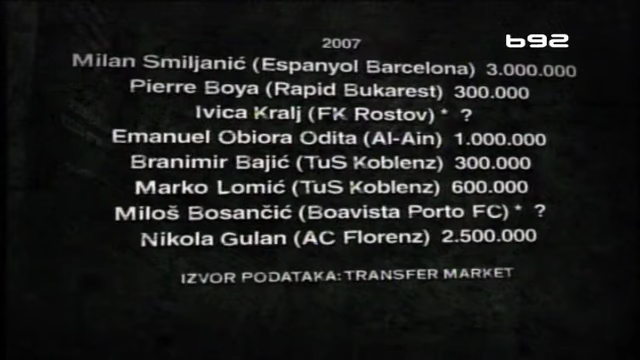 b92
2007
Milan Smiljanić (Espanyol Barcelona) 3.000.000
Pierre Boya (Rapid Bukarest) 300.000
Ivica Kralj (FK Rostov) * ?
Emanuel Obiora Odita (Al-Ain) 1.000.000
Branimir Bajić (TuS Koblenz) 300.000
Marko Lomić (TuS Koblenz) 600.000
Miloš Bosančić (Boavista Porto FC) * ?
Nikola Gulan (AC Florenz) 2.500.000
IZVOR PODATAKA: TRANSFER MARKET